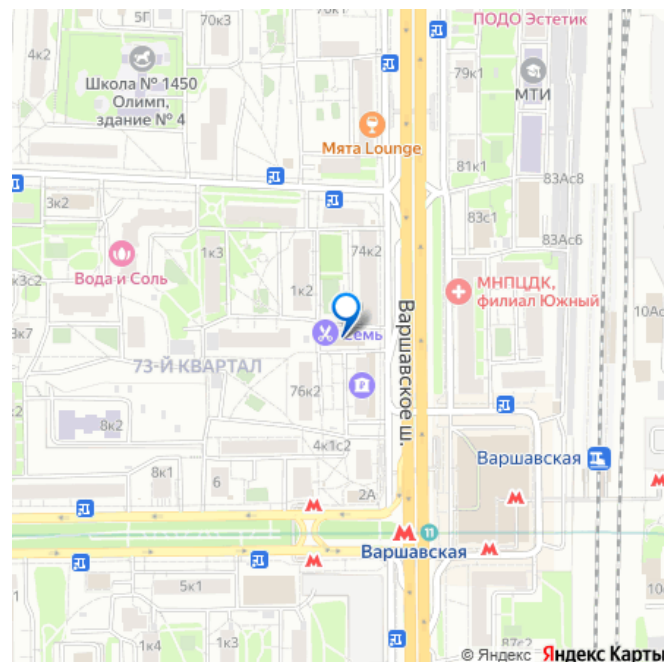 5Г
70к3
ПОДО Эстетик
4к2
79к1
МТИ
Школа № 1450
Олимп,
здание № 4
Мята Lounge
81к1
83Ас8
3к2
83с1
83Ас6
1к3
74к2
Вода и Соль
МНПЦДК,
филиал Южный
1к2
Варшавское ш.
73-Й КВАРТАЛ
76к2
8к2
4к1с2
Варшавская
8к1
6
2А
11
Варшавская
5к1
1к4
1к3
87с2
© Яндекс Яндекс Карты